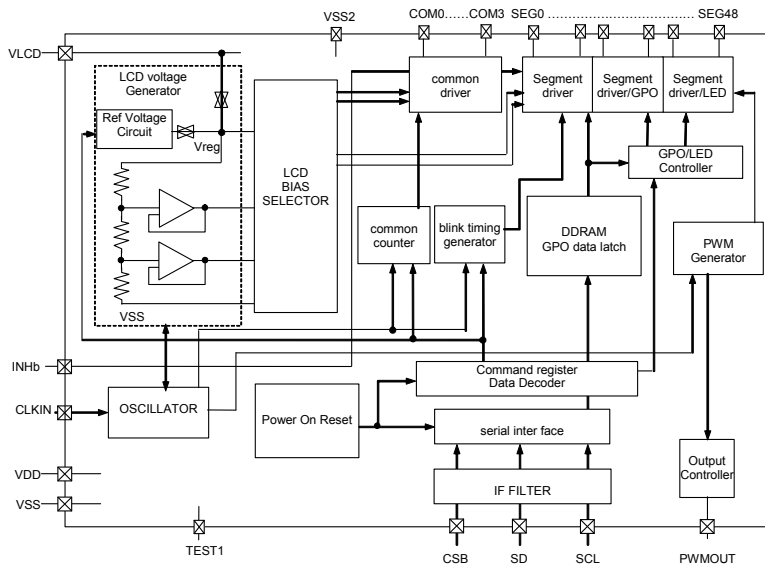 VSS2
COM0......COM3
SEG0 .......................... SEG48
VLCD
LCD voltage
Generator
Ref Voltage
Circuit
Vreg
VSS
LCD
BIAS
SELECTOR
common
driver
Segment
driver
Segment
driver/GPO
Segment
driver/LED
GPO/LED
Controller
common
counter
blink timing
generator
DDRAM
GPO data latch
PWM
Generator
INHb
Command register
Data Decoder
CLKIN
OSCILLATOR
Power On Reset
serial inter face
VDD
VSS
IF FILTER
Output
Controller
TEST1
CSB
SD
SCL
PWMOUT